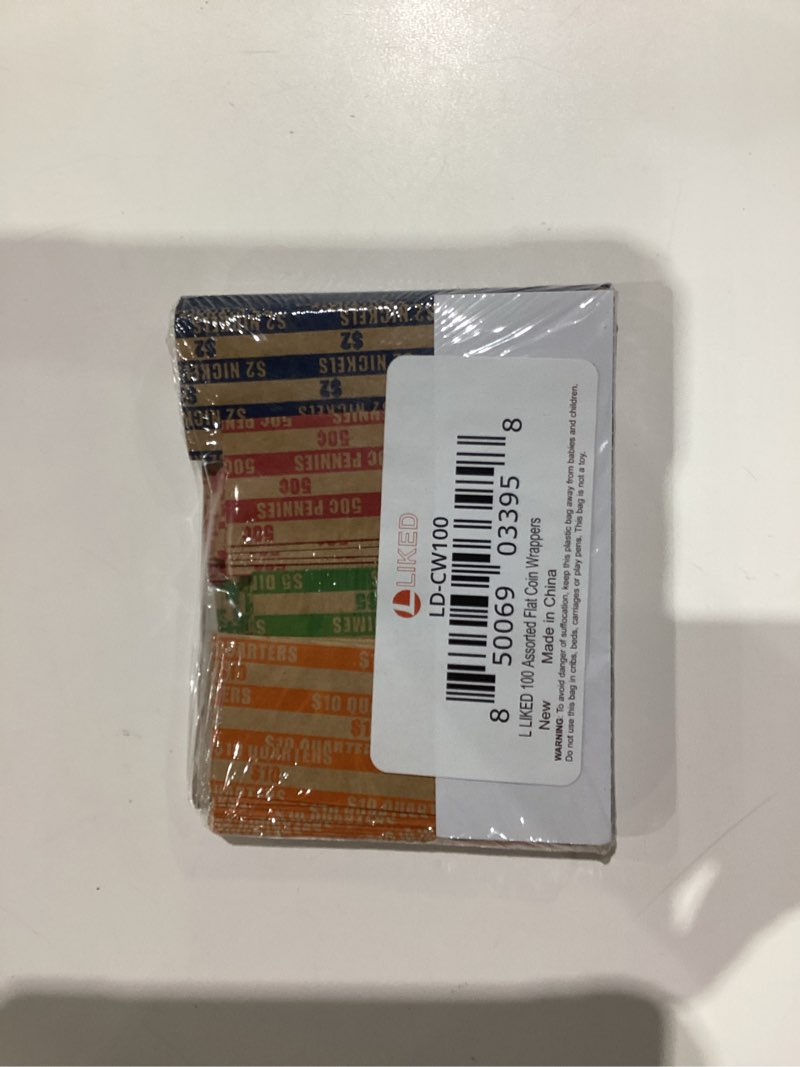 LIKED
LD-CW100
8 50069 03395 8
L LIKED 100 Assorted Flat Coin Wrappers
New Made in China
WARNING: To avoid danger of suffocation, keep this plastic bag away from babies and children.
Do not use this bag in cribs, beds, carriages or play pens. This bag is not a toy.
$2 NICKELS
$2
$2
$2 NICKELS
$2
$2 NICKELS
50¢ PENNIES
50¢
50¢ PENNIES
50¢
50¢ PENNIES
50¢
$5
QUARTERS
$10
$10 QUARTERS
$10